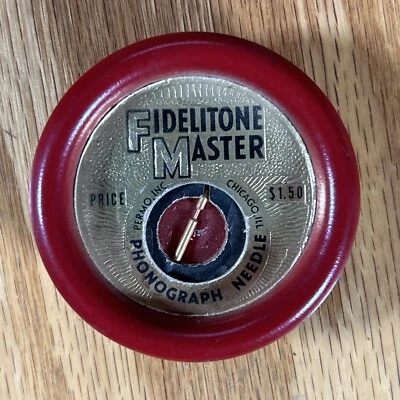 FIDELITONE
MASTER
PRICE $1.50
PERMO, INC. CHICAGO, ILL.
PHONOGRAPH NEEDLE